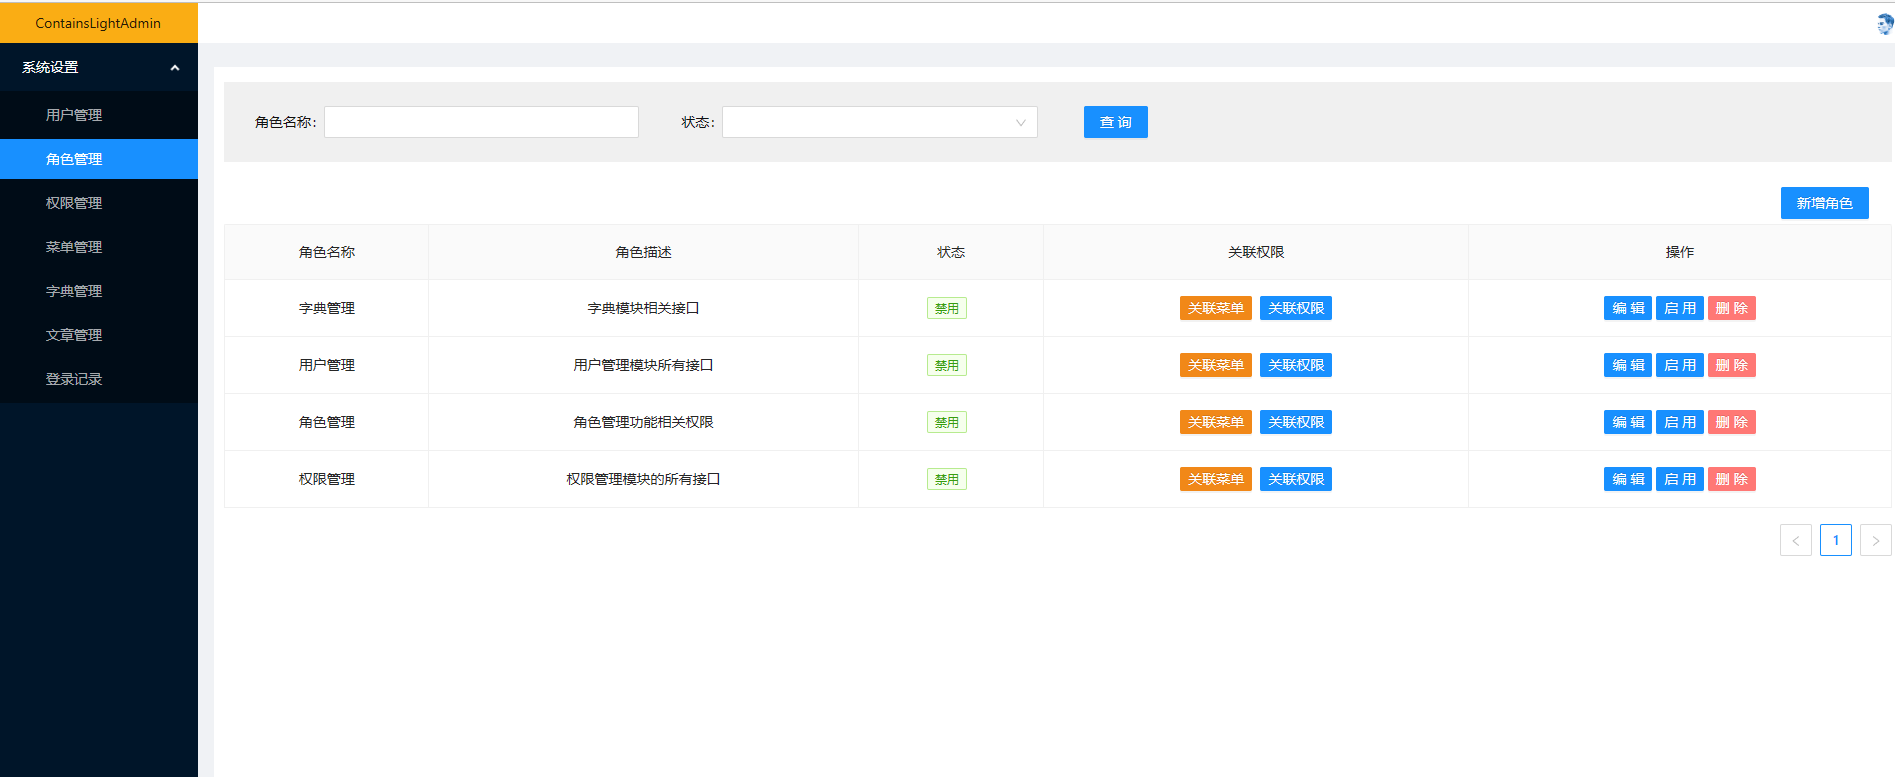 ContainsLightAdmin
系统设置
用户管理
角色管理
权限管理
菜单管理
字典管理
文章管理
登录记录
角色名称: 状态: 查 询
新增角色
角色名称 角色描述 状态 关联权限 操作
字典管理 字典模块相关接口 禁用 关联菜单 关联权限 编 辑 启 用 删 除
用户管理 用户管理模块所有接口 禁用 关联菜单 关联权限 编 辑 启 用 删 除
角色管理 角色管理功能相关权限 禁用 关联菜单 关联权限 编 辑 启 用 删 除
权限管理 权限管理模块的所有接口 禁用 关联菜单 关联权限 编 辑 启 用 删 除
1